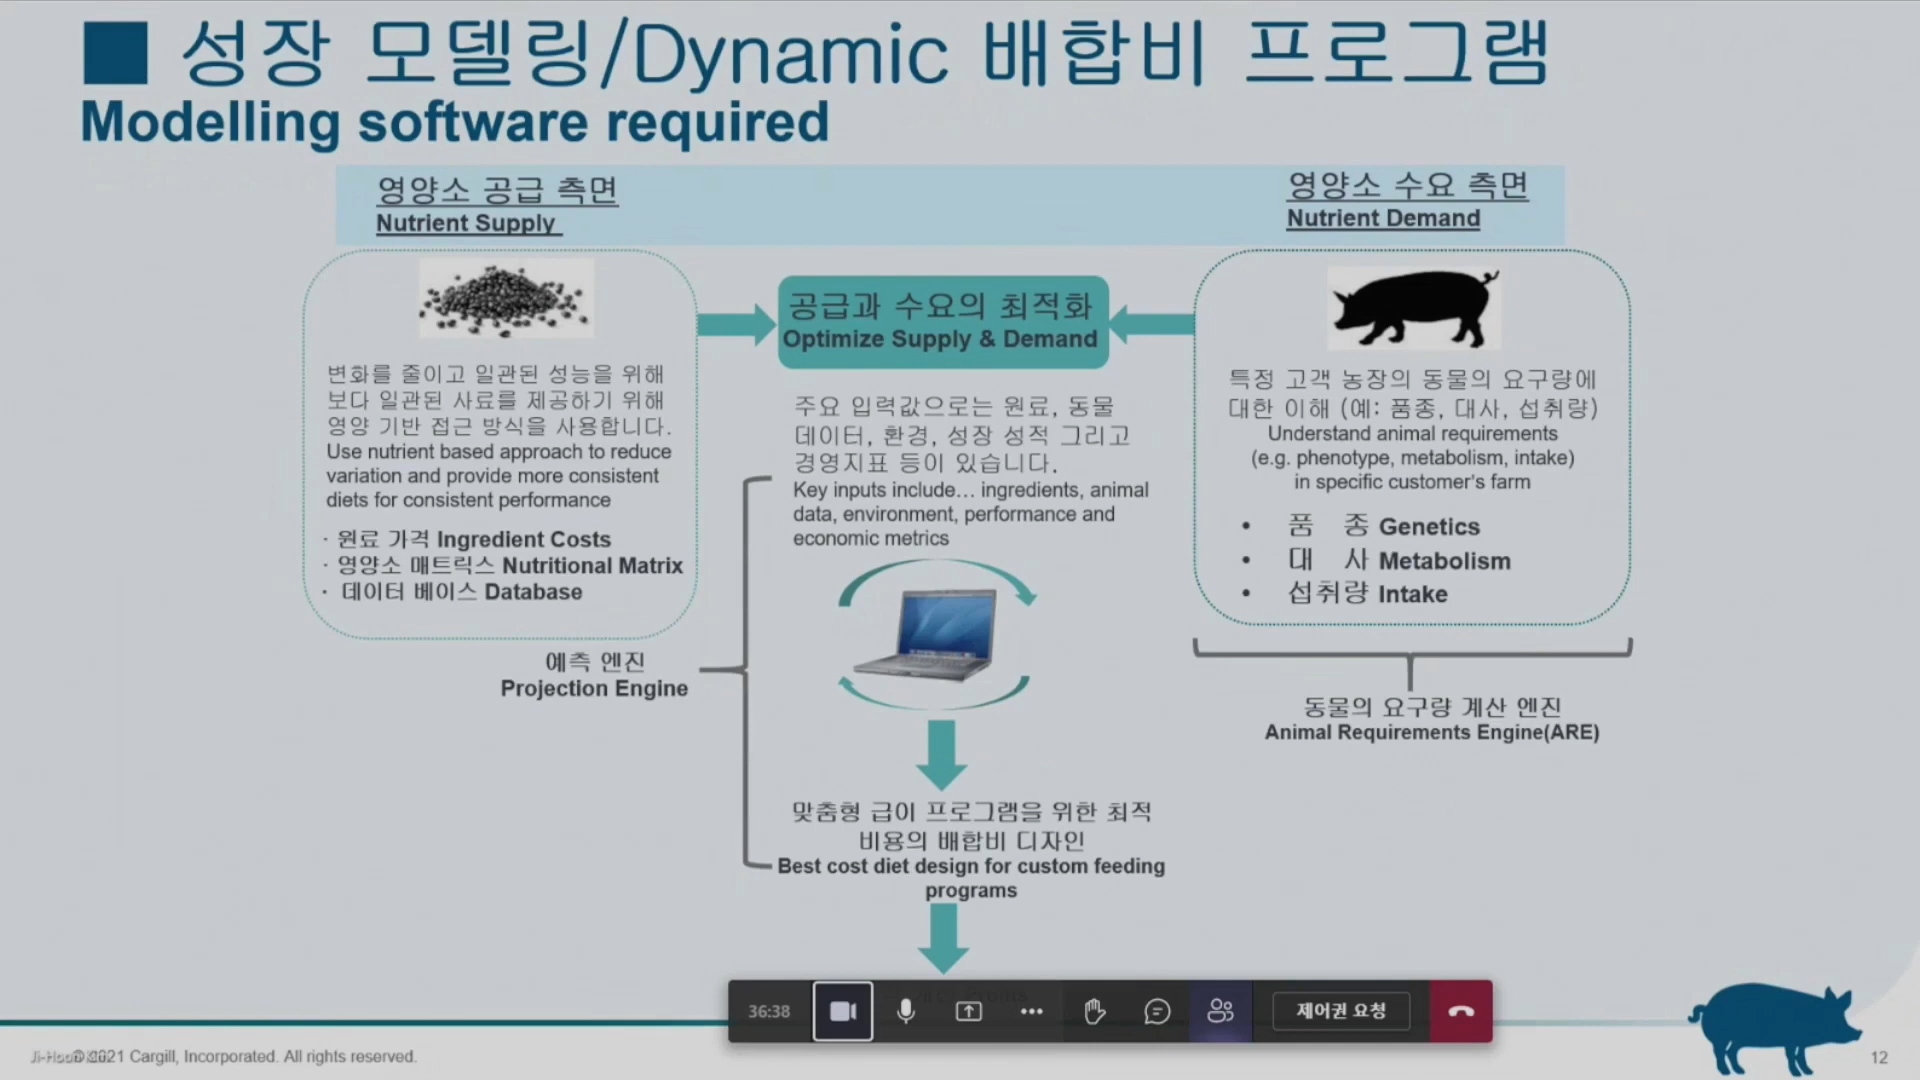 성장 모델링/Dynamic 배합비 프로그램
Modelling software required
영양소 공급 측면
Nutrient Supply
영양소 수요 측면
Nutrient Demand
변화를 줄이고 일관된 성능을 위해
보다 일관된 사료를 제공하기 위해
영양 기반 접근 방식을 사용합니다.
Use nutrient based approach to reduce
variation and provide more consistent
diets for consistent performance
· 원료 가격 Ingredient Costs
· 영양소 매트릭스 Nutritional Matrix
· 데이터 베이스 Database
예측 엔진
Projection Engine
공급과 수요의 최적화
Optimize Supply & Demand
주요 입력값으로는 원료, 동물
데이터, 환경, 성장 성적 그리고
경영지표 등이 있습니다.
Key inputs include... ingredients, animal
data, environment, performance and
economic metrics
맞춤형 급이 프로그램을 위한 최적
비용의 배합비 디자인
Best cost diet design for custom feeding
programs
특정 고객 농장의 동물의 요구량에
대한 이해 (예: 품종, 대사, 섭취량)
Understand animal requirements
(e.g. phenotype, metabolism, intake)
in specific customer's farm
• 품 종 Genetics
• 대 사 Metabolism
• 섭취량 Intake
동물의 요구량 계산 엔진
Animal Requirements Engine(ARE)
36:38
제어권 요청
2021 Cargill, Incorporated. All rights reserved.
12